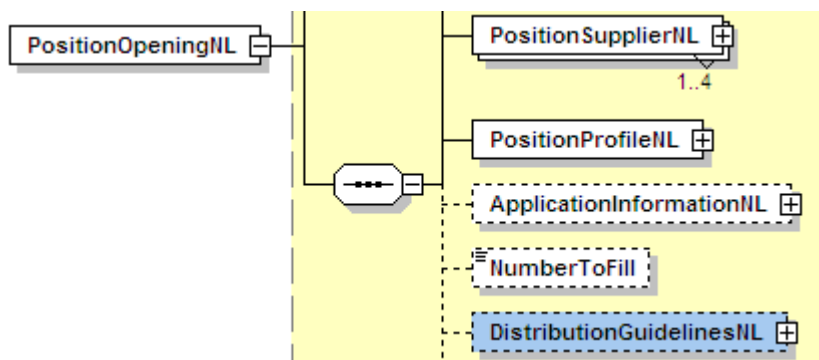 PositionOpeningNL
PositionSupplierNL
1..4
PositionProfileNL
ApplicationInformationNL
NumberToFill
DistributionGuidelinesNL